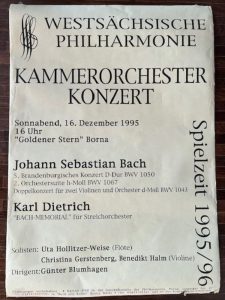 WESTSÄCHSISCHE
PHILHARMONIE
KAMMERORCHESTER
KONZERT
Sonnabend, 16. Dezember 1995
16 Uhr
"Goldener Stern" Borna
Johann Sebastian Bach
5. Brandenburgisches Konzert D-Dur BWV 1050
2. Orchestersuite h-Moll BWV 1067
Doppelkonzert für zwei Violinen und Orchester d-Moll BWV 1043
Karl Dietrich
"BACH-MEMORIAL" für Streichorchester
Solisten: Uta Hollitzer-Weise (Flöte)
Christina Gerstenberg, Benedikt Halm (Violine)
Dirigent: Günter Blumhagen
Spielzeit 1995/96